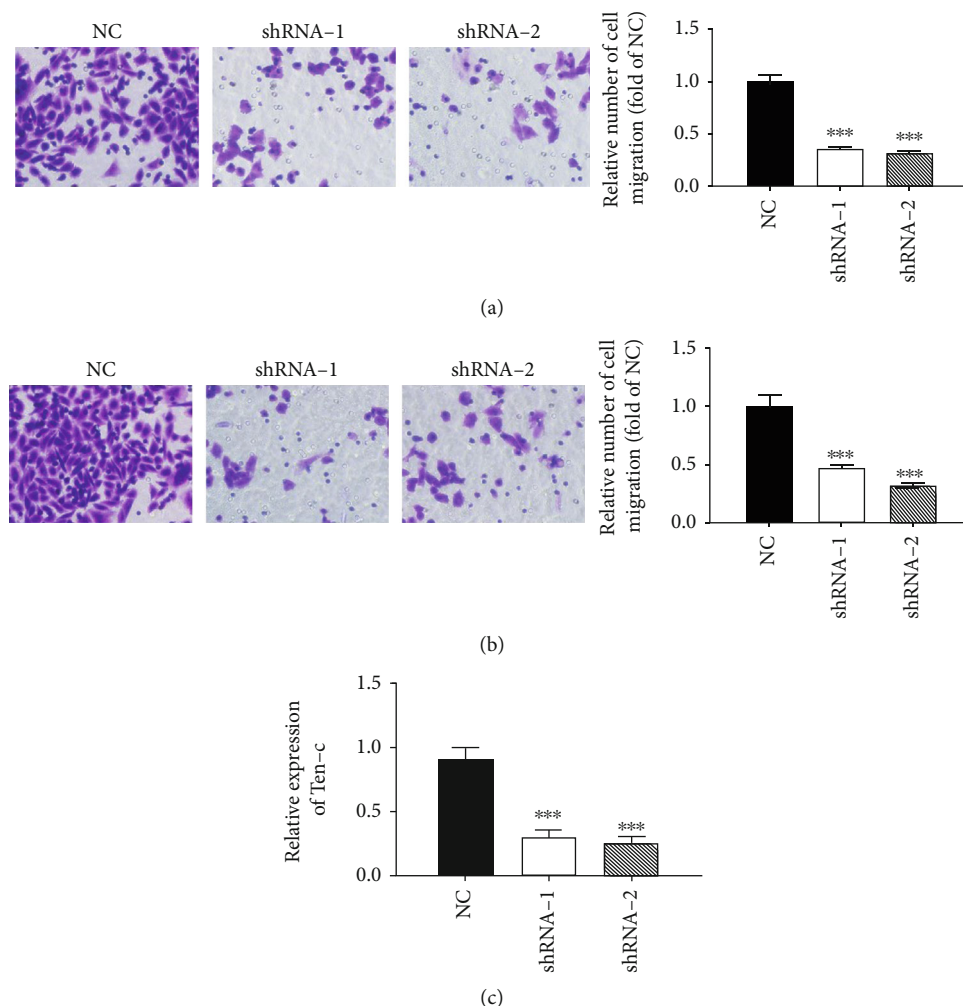 NC
shRNA-1
shRNA-2
Relative number of cell
migration (fold of NC)
1.5
1.0
0.5
0.0
***
***
NC
shRNA-1
shRNA-2
(a)
NC
shRNA-1
shRNA-2
Relative number of cell
migration (fold of NC)
1.5
1.0
0.5
0.0
***
***
NC
shRNA-1
shRNA-2
(b)
Relative expression
of Ten-c
1.5
1.0
0.5
0.0
***
***
NC
shRNA-1
shRNA-2
(c)